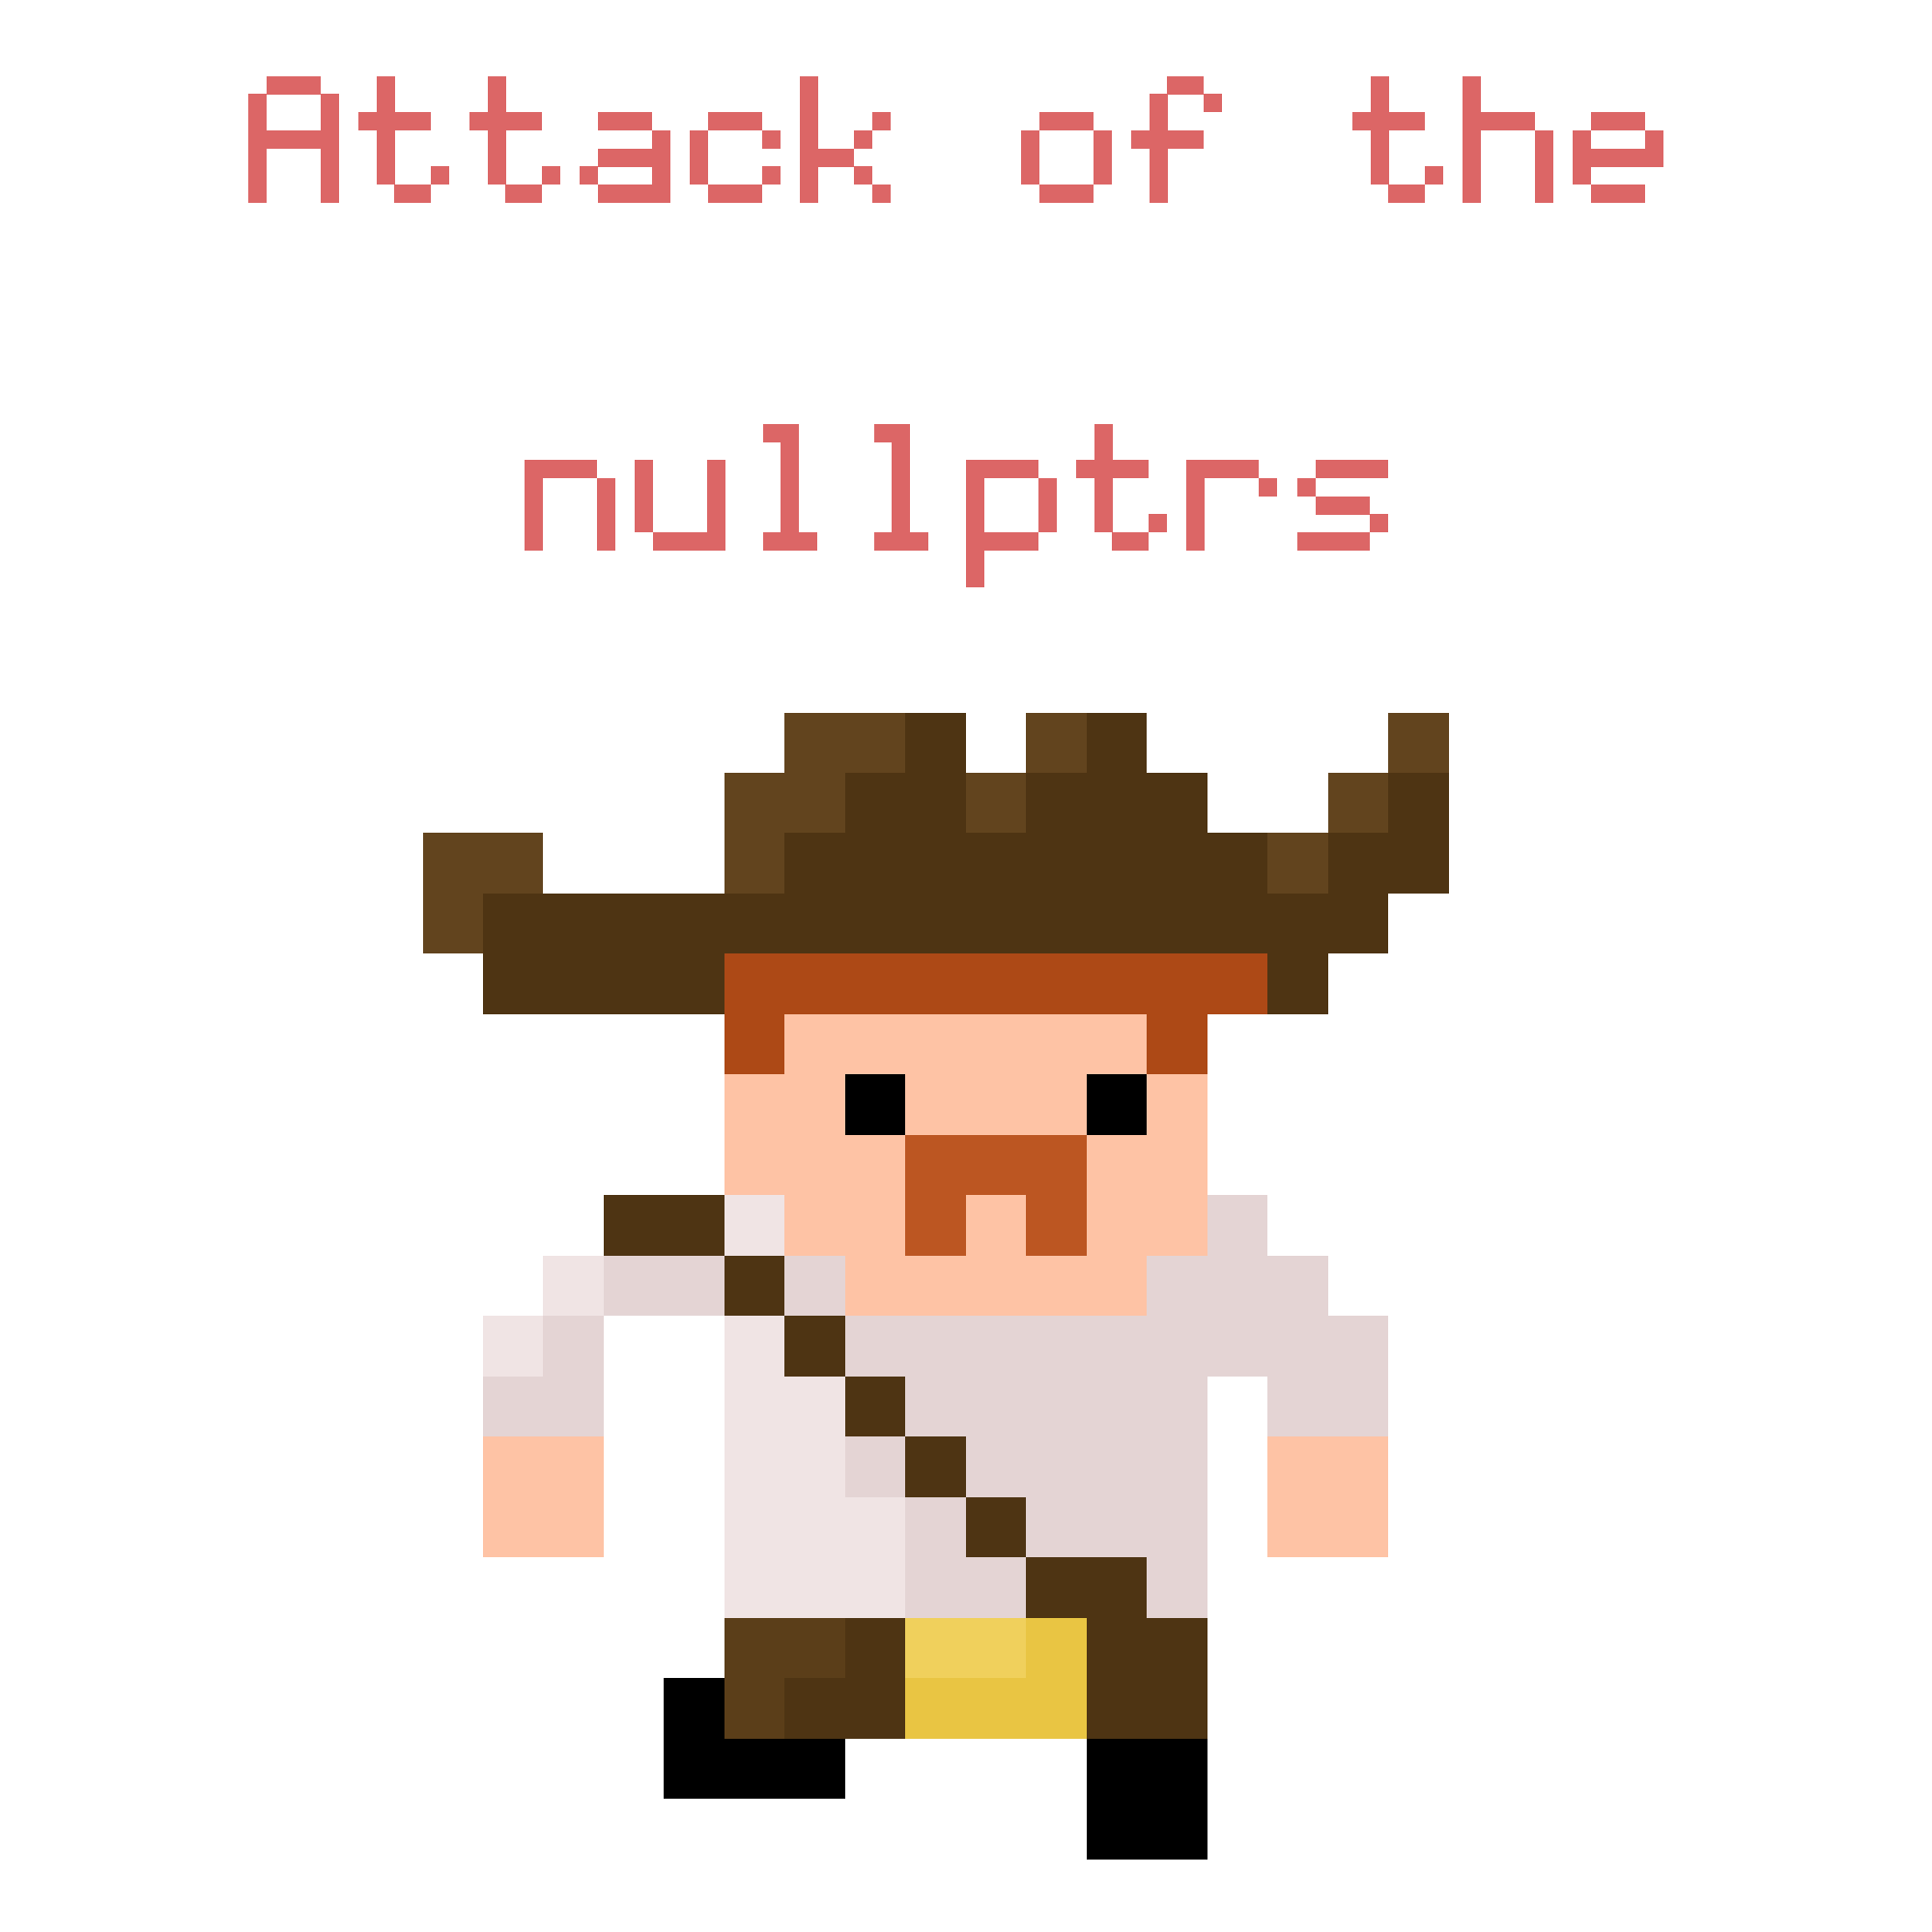 Attack of the
nullptrs